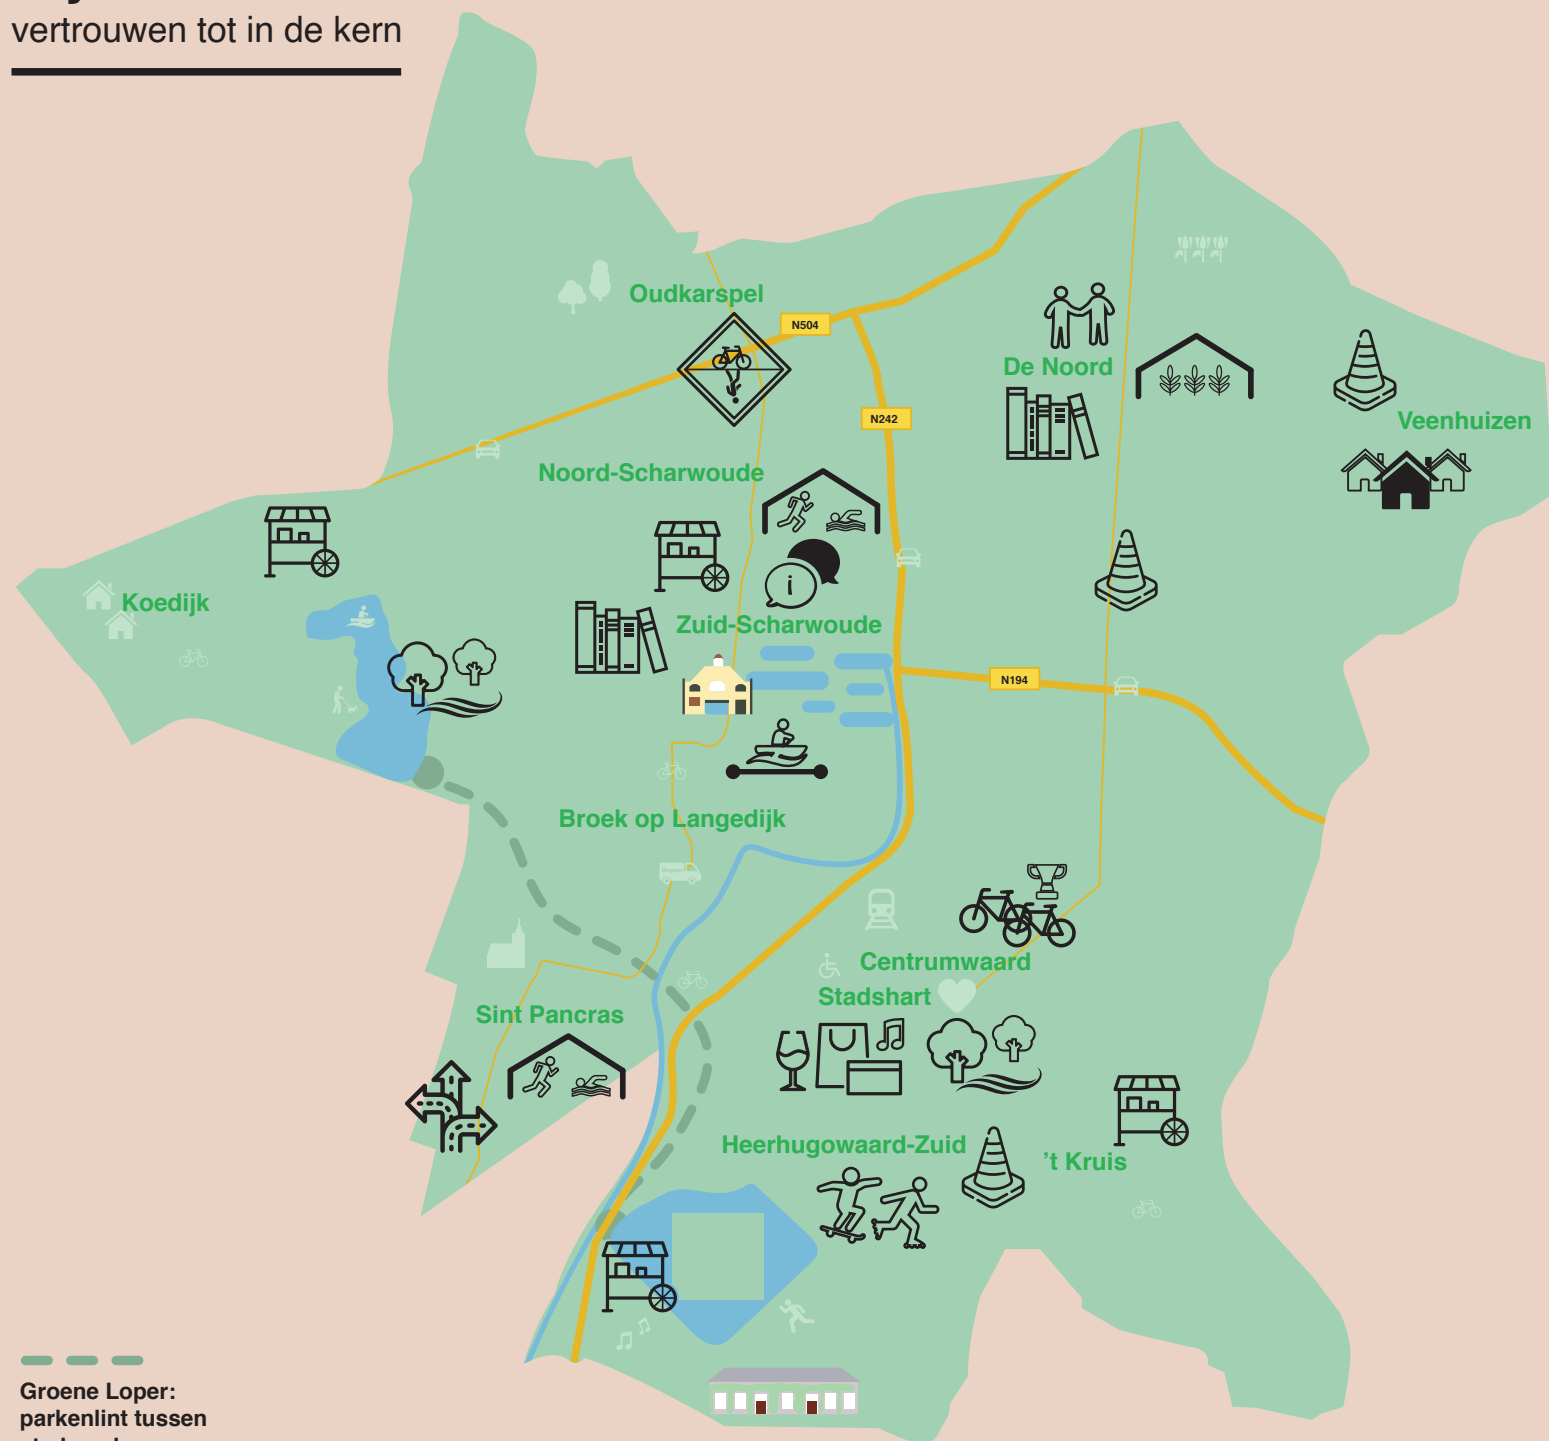 vertrouwen tot in de kern
Oudkarspel
N504
De Noord
N242
Veenhuizen
Noord-Scharwoude
Koedijk
i
Zuid-Scharwoude
N194
Broek op Langedijk
Centrumwaard
Stadshart
Sint Pancras
Heerhugowaard-Zuid
’t Kruis
Groene Loper:
parkenlint tussen